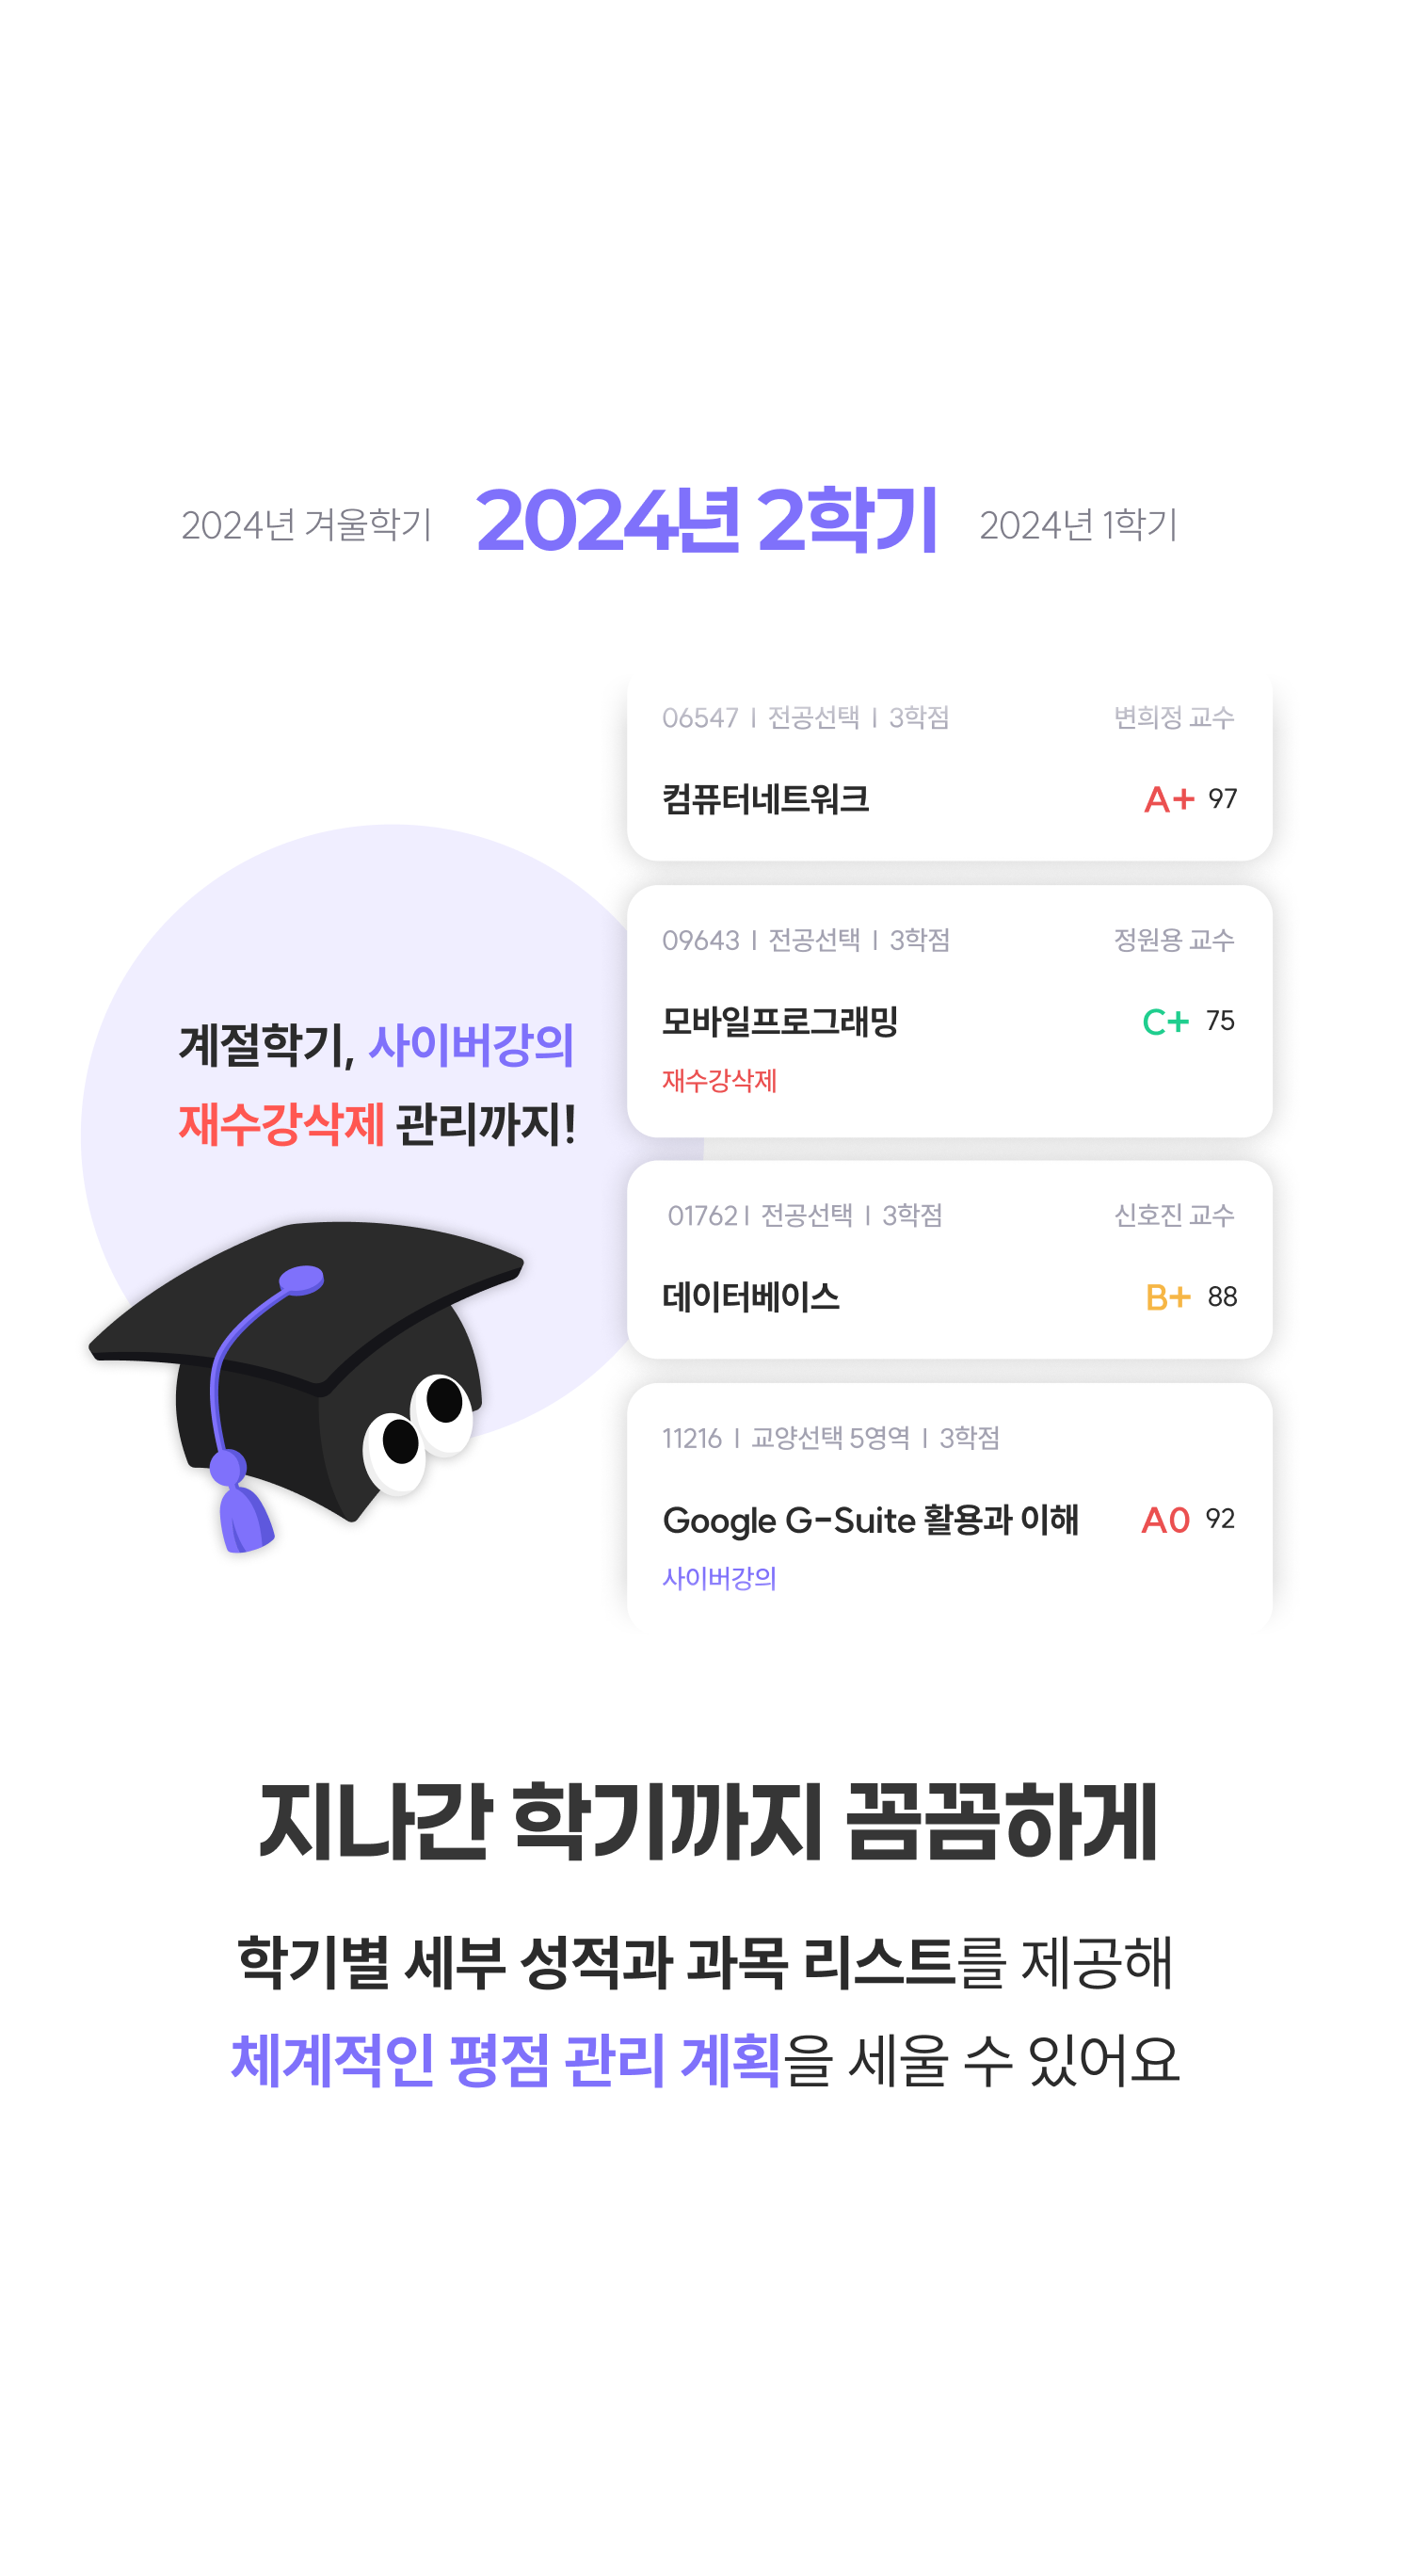 2024년 겨울학기 2024년 2학기 2024년 1학기
06547 | 전공선택 | 3학점 변희정 교수
컴퓨터네트워크 A+ 97
09643 | 전공선택 | 3학점 정원용 교수
모바일프로그래밍 C+ 75
재수강삭제
계절학기, 사이버강의
재수강삭제 관리까지!
01762 | 전공선택 | 3학점 신호진 교수
데이터베이스 B+ 88
11216 | 교양선택 5영역 | 3학점
Google G-Suite 활용과 이해 A0 92
사이버강의
지나간 학기까지 꼼꼼하게
학기별 세부 성적과 과목 리스트를 제공해
체계적인 평점 관리 계획을 세울 수 있어요